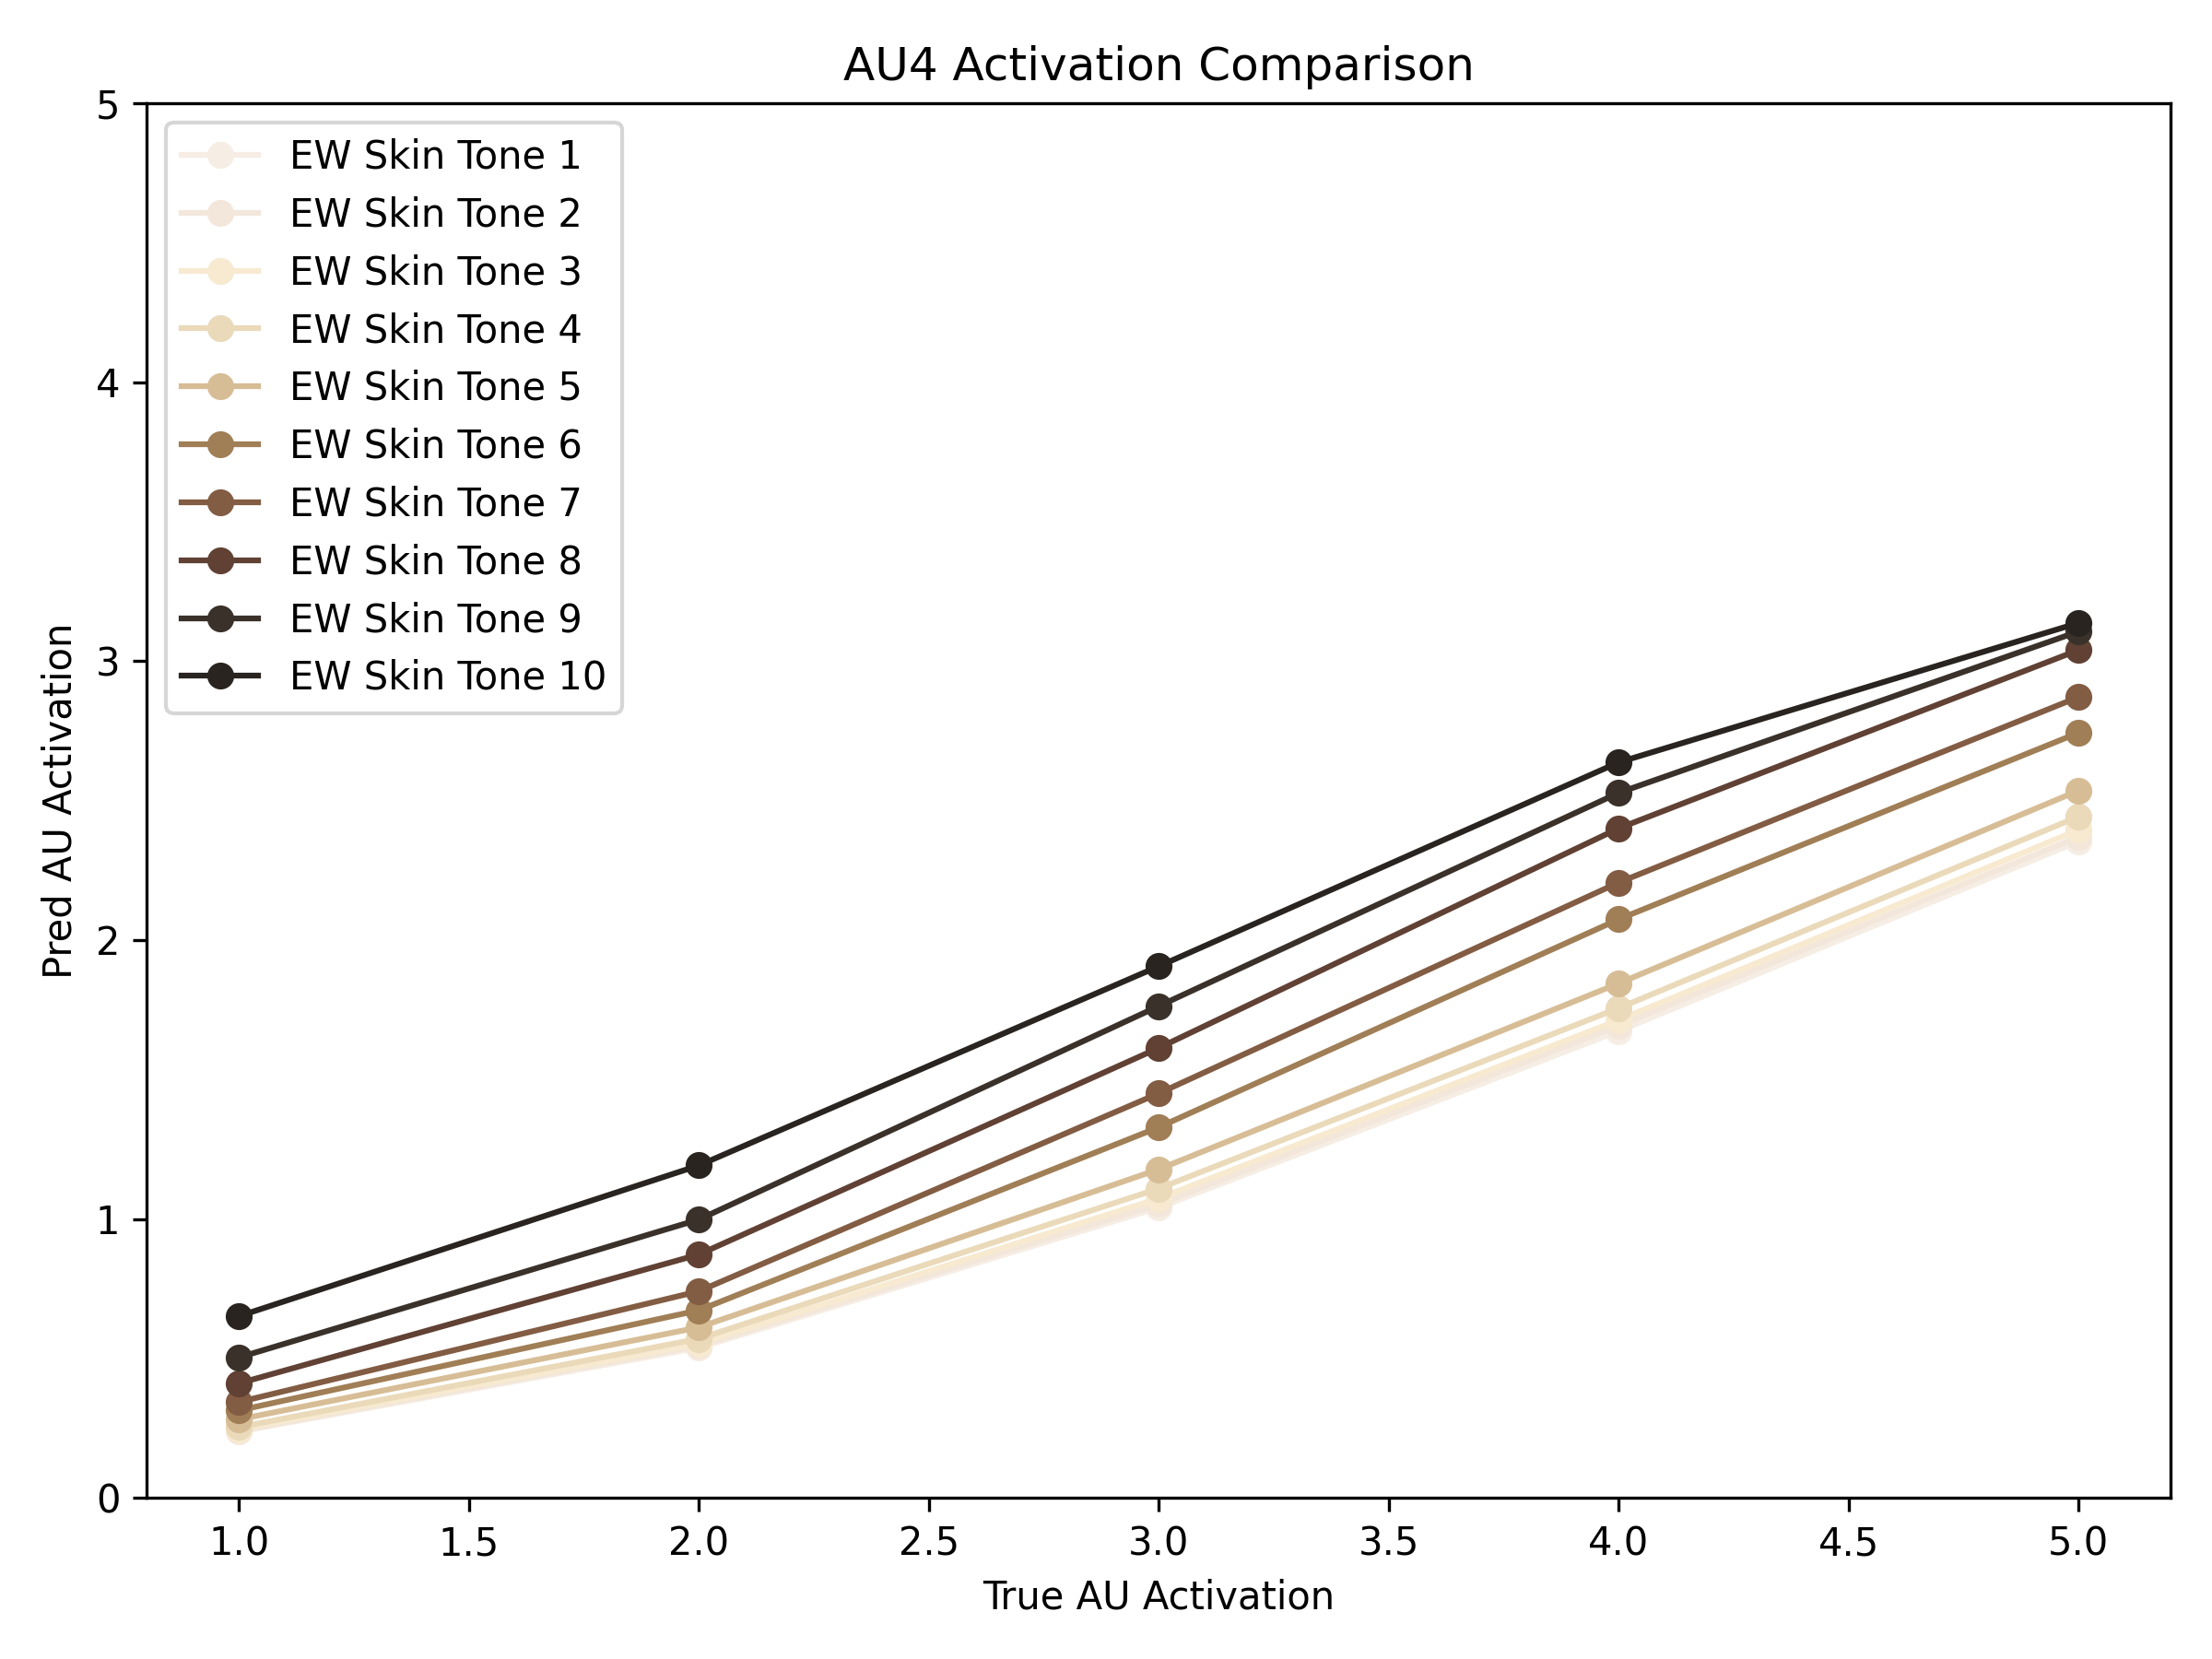 AU4 Activation Comparison
5
4
3
2
1
0
Pred AU Activation
EW Skin Tone 1
EW Skin Tone 2
EW Skin Tone 3
EW Skin Tone 4
EW Skin Tone 5
EW Skin Tone 6
EW Skin Tone 7
EW Skin Tone 8
EW Skin Tone 9
EW Skin Tone 10
1.0 1.5 2.0 2.5 3.0 3.5 4.0 4.5 5.0
True AU Activation